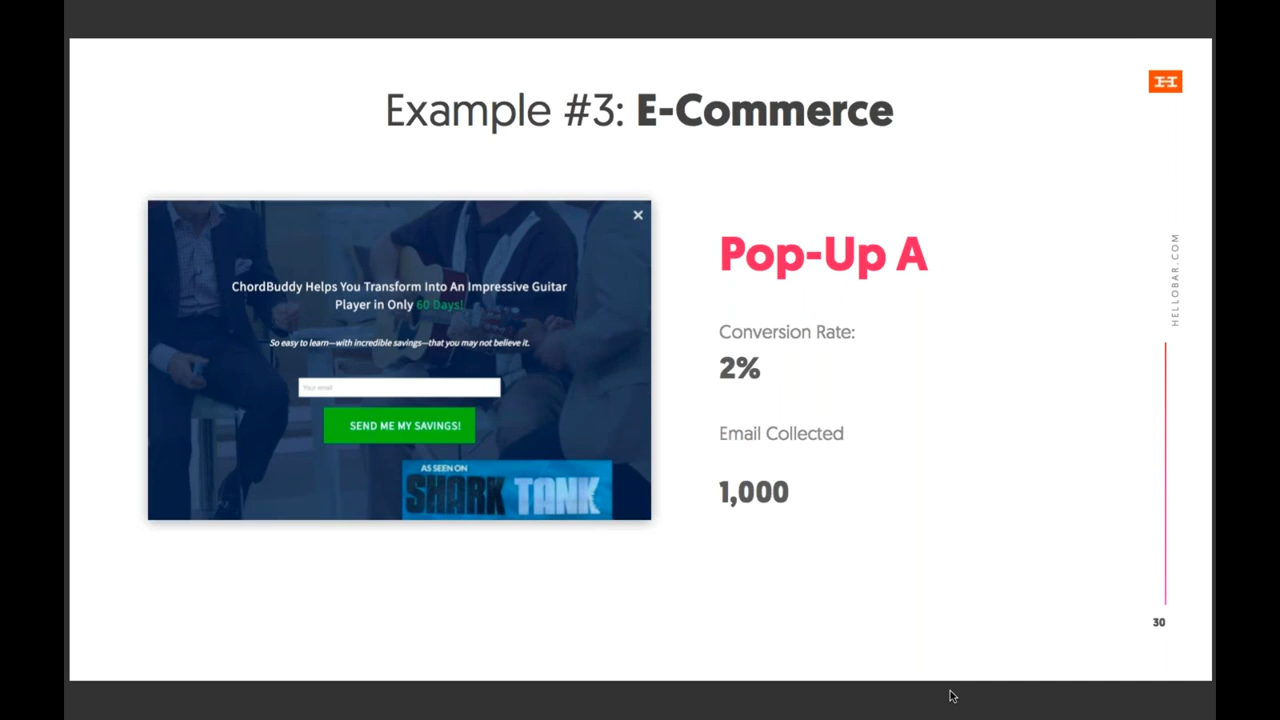 Example #3: E-Commerce
ChordBuddy Helps You Transform Into An Impressive Guitar
Player in Only 60 Days!
So easy to learn—with incredible savings—that you may not believe it.
Your email
SEND ME MY SAVINGS!
AS SEEN ON
SHARK TANK
Pop-Up A
Conversion Rate:
2%
Email Collected
1,000
HELLOBAR.COM
30